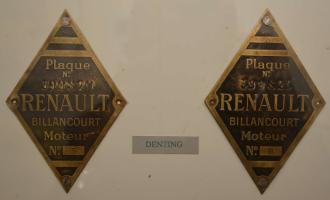 Plaque
No
RENAULT
BILLANCOURT
Moteur
No
DENTING
Plaque
No
RENAULT
BILLANCOURT
Moteur
No